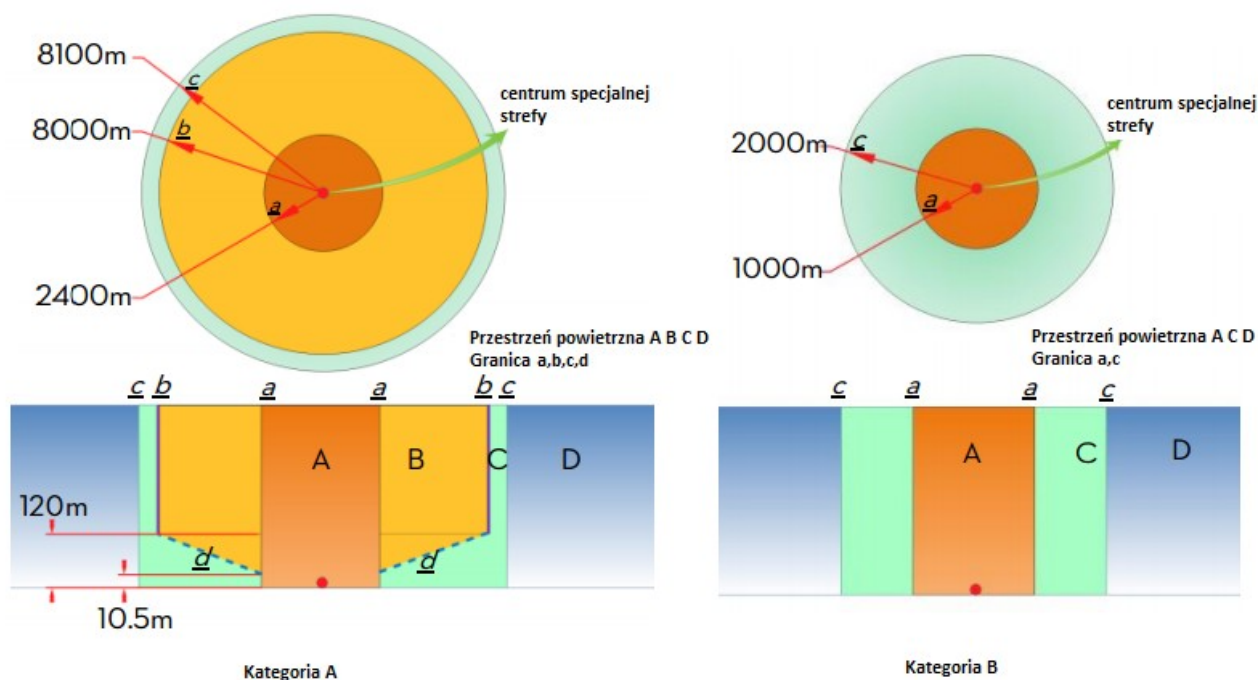 8100m
c
8000m
b
centrum specjalnej
strefy
a
2400m
Przestrzeń powietrzna A B C D
Granica a,b,c,d
c b a a b c
A B C D
120m
d d
10.5m
Kategoria A
centrum specjalnej
strefy
2000m
c
a
1000m
Przestrzeń powietrzna A C D
Granica a,c
c a a c
A C D
Kategoria B